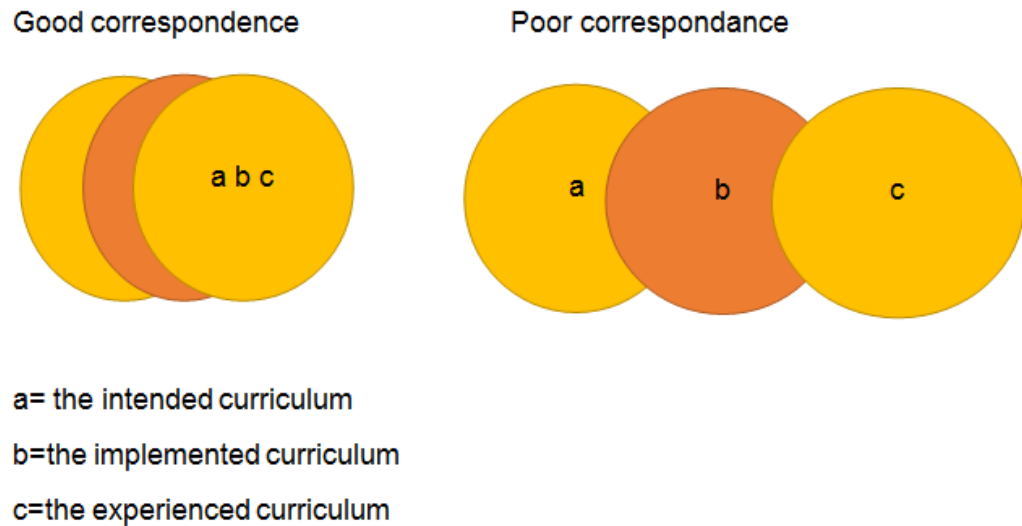 Good correspondence
Poor correspondance
a b c
a
b
c
a= the intended curriculum
b=the implemented curriculum
c=the experienced curriculum